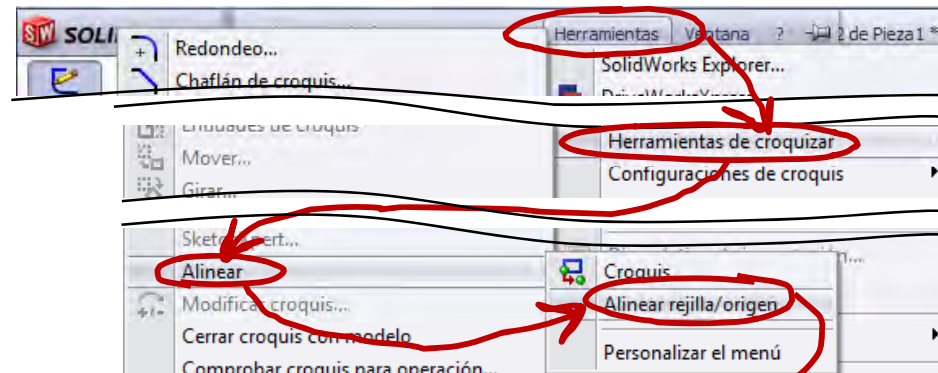 SW SOLI
Herramientas Ventana ? 2 de Pieza1 *
Redondeo...
SolidWorks Explorer...
Chaflán de croquis...
Entidades de croquis
Herramientas de croquizar
Mover...
Configuraciones de croquis
Girar...
Alinear
Croquis
Modificar croquis...
Alinear rejilla/origen
Cerrar croquis con modelo
Personalizar el menú
Comprobar croquis para operación...